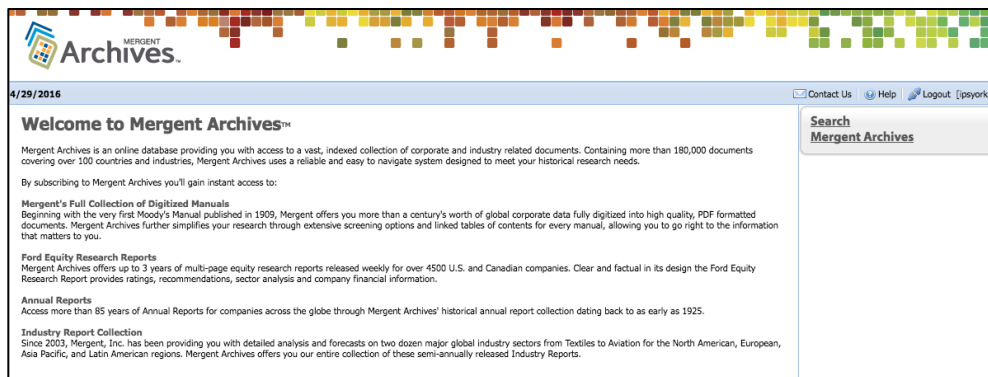 MERGENT
Archives™
4/29/2016
Contact Us Help Logout [ipsyork
Welcome to Mergent Archives™
Search
Mergent Archives
Mergent Archives is an online database providing you with access to a vast, indexed collection of corporate and industry related documents. Containing more than 180,000 documents
covering over 100 countries and industries, Mergent Archives uses a reliable and easy to navigate system designed to meet your historical research needs.
By subscribing to Mergent Archives you'll gain instant access to:
Mergent's Full Collection of Digitized Manuals
Beginning with the very first Moody's Manual published in 1909, Mergent offers you more than a century's worth of global corporate data fully digitized into high quality, PDF formatted
documents. Mergent Archives further simplifies your research through extensive screening options and linked tables of contents for every manual, allowing you to go right to the information
that matters to you.
Ford Equity Research Reports
Mergent Archives offers up to 3 years of multi-page equity research reports released weekly for over 4500 U.S. and Canadian companies. Clear and factual in its design the Ford Equity
Research Report provides ratings, recommendations, sector analysis and company financial information.
Annual Reports
Access more than 85 years of Annual Reports for companies across the globe through Mergent Archives' historical annual report collection dating back to as early as 1925.
Industry Report Collection
Since 2003, Mergent, Inc. has been providing you with detailed analysis and forecasts on two dozen major global industry sectors from Textiles to Aviation for the North American, European,
Asia Pacific, and Latin American regions. Mergent Archives offers you our entire collection of these semi-annually released Industry Reports.